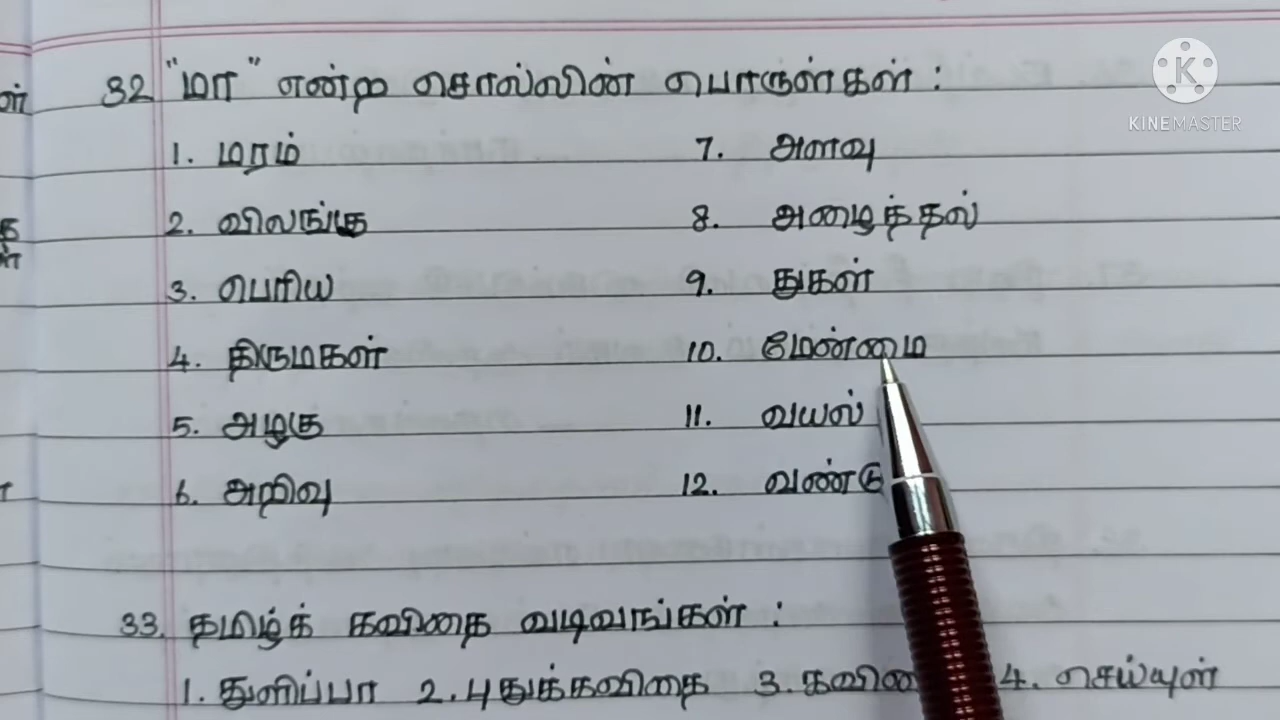 32 "மா" என்ற சொல்லின் பொருள்கள் :
1. மரம்
2. விலங்கு
3. பெரிய
4. திருமகள்
5. அழகு
6. அறிவு
7. அளவு
8. அழைத்தல்
9. துகள்
10. மேன்மை
11. வயல்
12. வண்டு
33. தமிழ்க் கவிதை வடிவங்கள் :
1. துளிப்பா 2. புதுக்கவிதை 3. 4. செய்யுள்
KINEMASTER